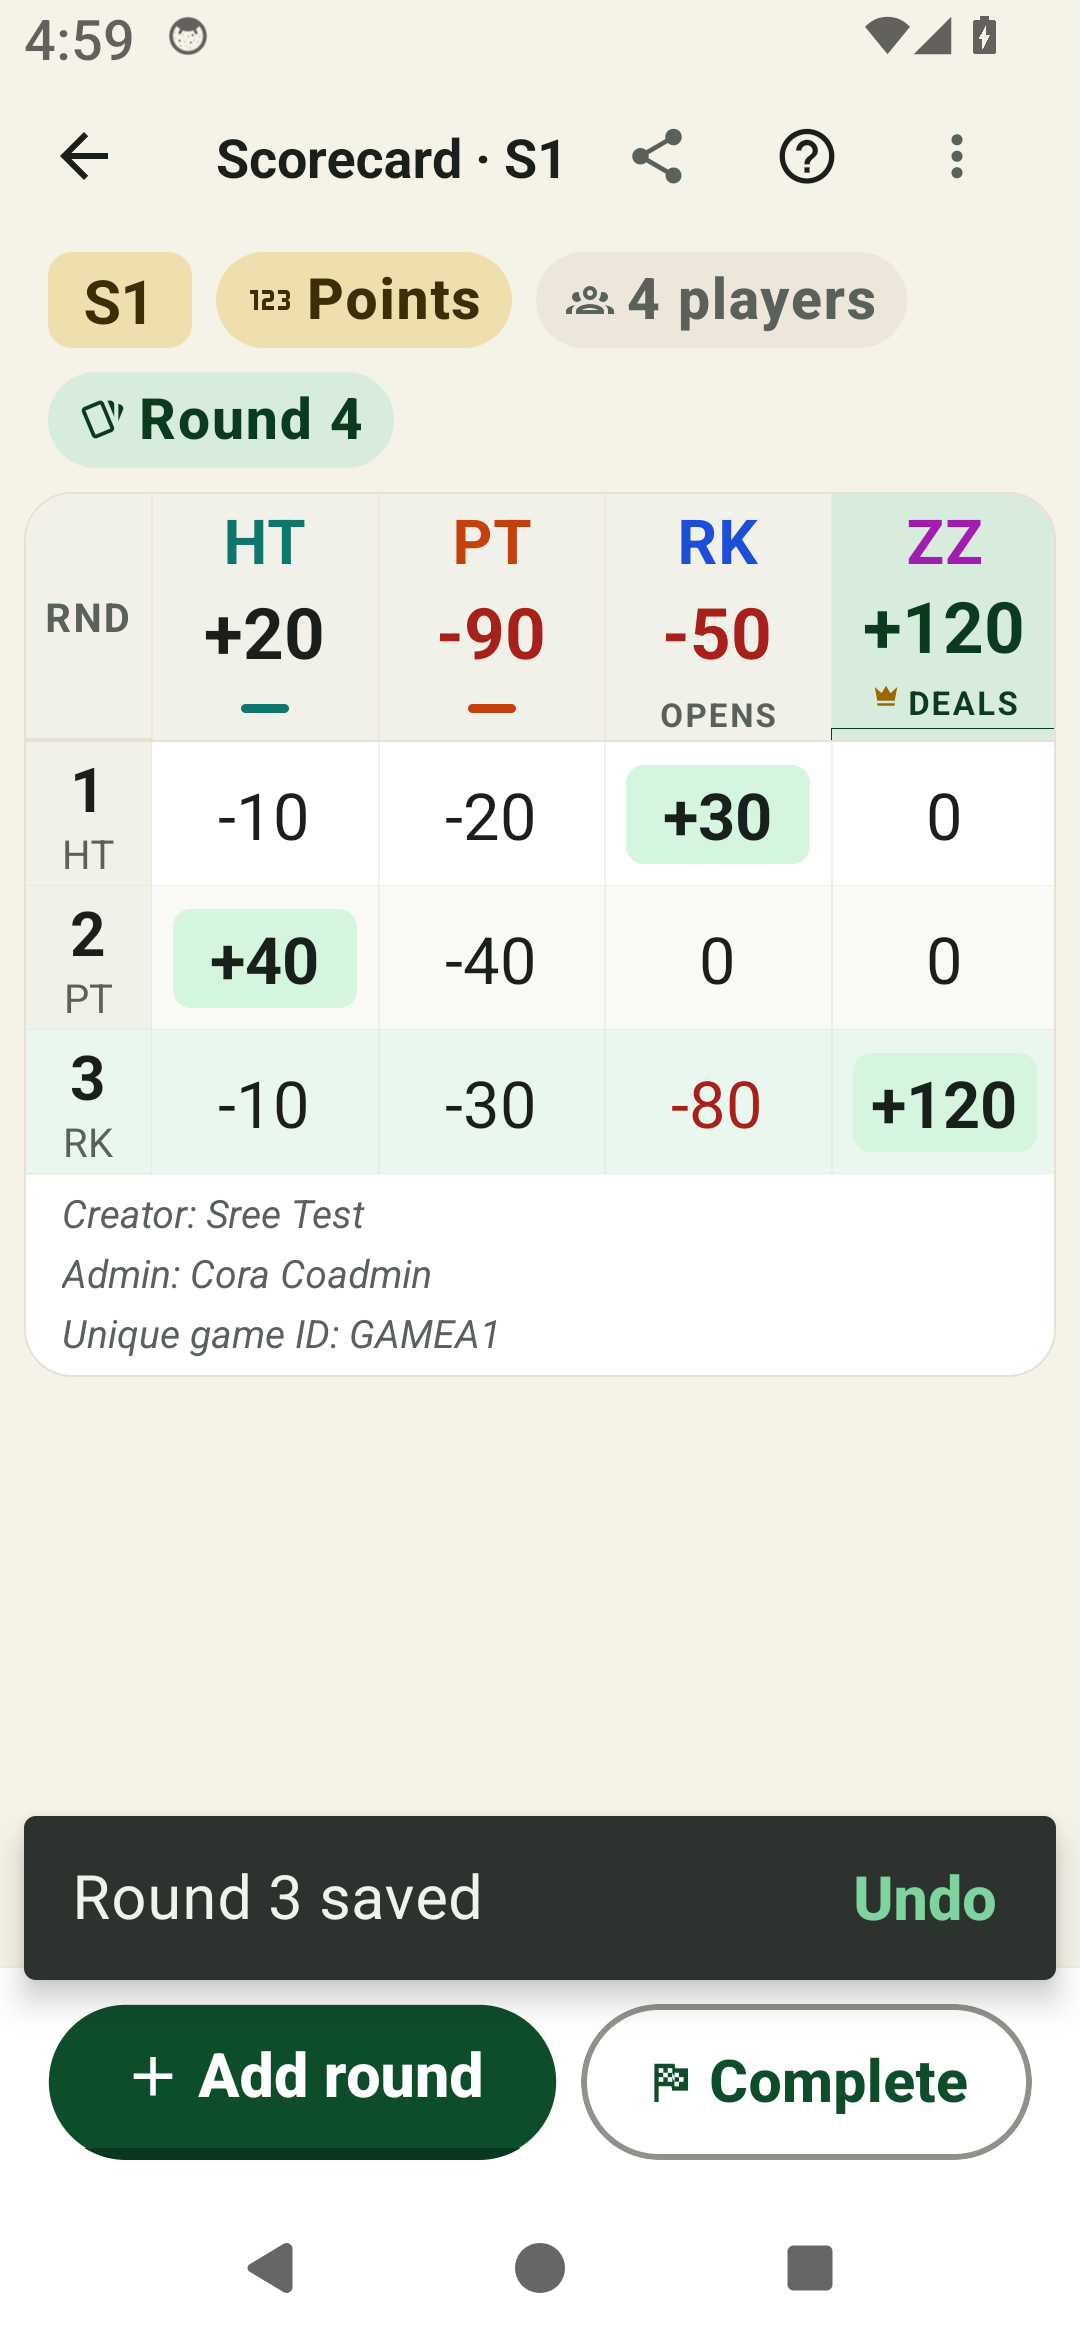 4:59
Scorecard · S1
S1
123 Points
4 players
Round 4
RND HT PT RK ZZ
+20 -90 -50 +120
OPENS DEALS
1 -10 -20 +30 0
HT
2 +40 -40 0 0
PT
3 -10 -30 -80 +120
RK
Creator: Sree Test
Admin: Cora Coadmin
Unique game ID: GAMEA1
Round 3 saved Undo
+ Add round Complete